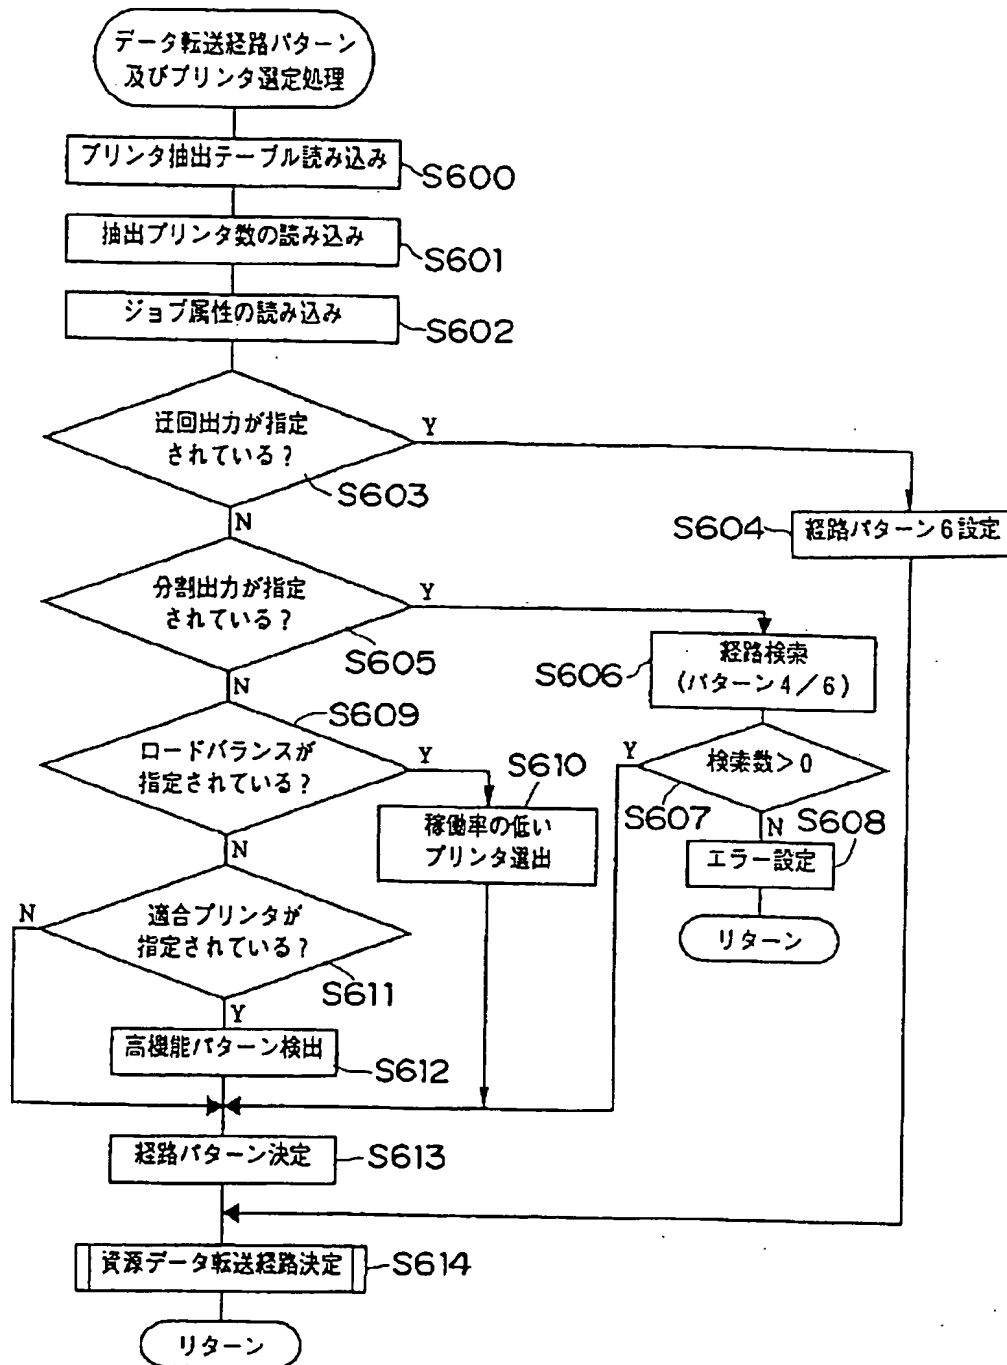 データ転送経路パターン
及びプリンタ選定処理
プリンタ抽出テーブル読み込み
S600
抽出プリンタ数の読み込み
S601
ジョブ属性の読み込み
S602
迂回出力が指定
されている？
Y
S603
N
S604
経路パターン6設定
分割出力が指定
されている？
Y
S605
N
S606
経路検索
(パターン4／6)
S609
ロードバランスが
指定されている？
Y
S610
稼働率の低い
プリンタ選出
N
Y
検索数＞0
S607
N
S608
エラー設定
リターン
N
適合プリンタが
指定されている？
S611
Y
高機能パターン検出
S612
経路パターン決定
S613
資源データ転送経路決定
S614
リターン